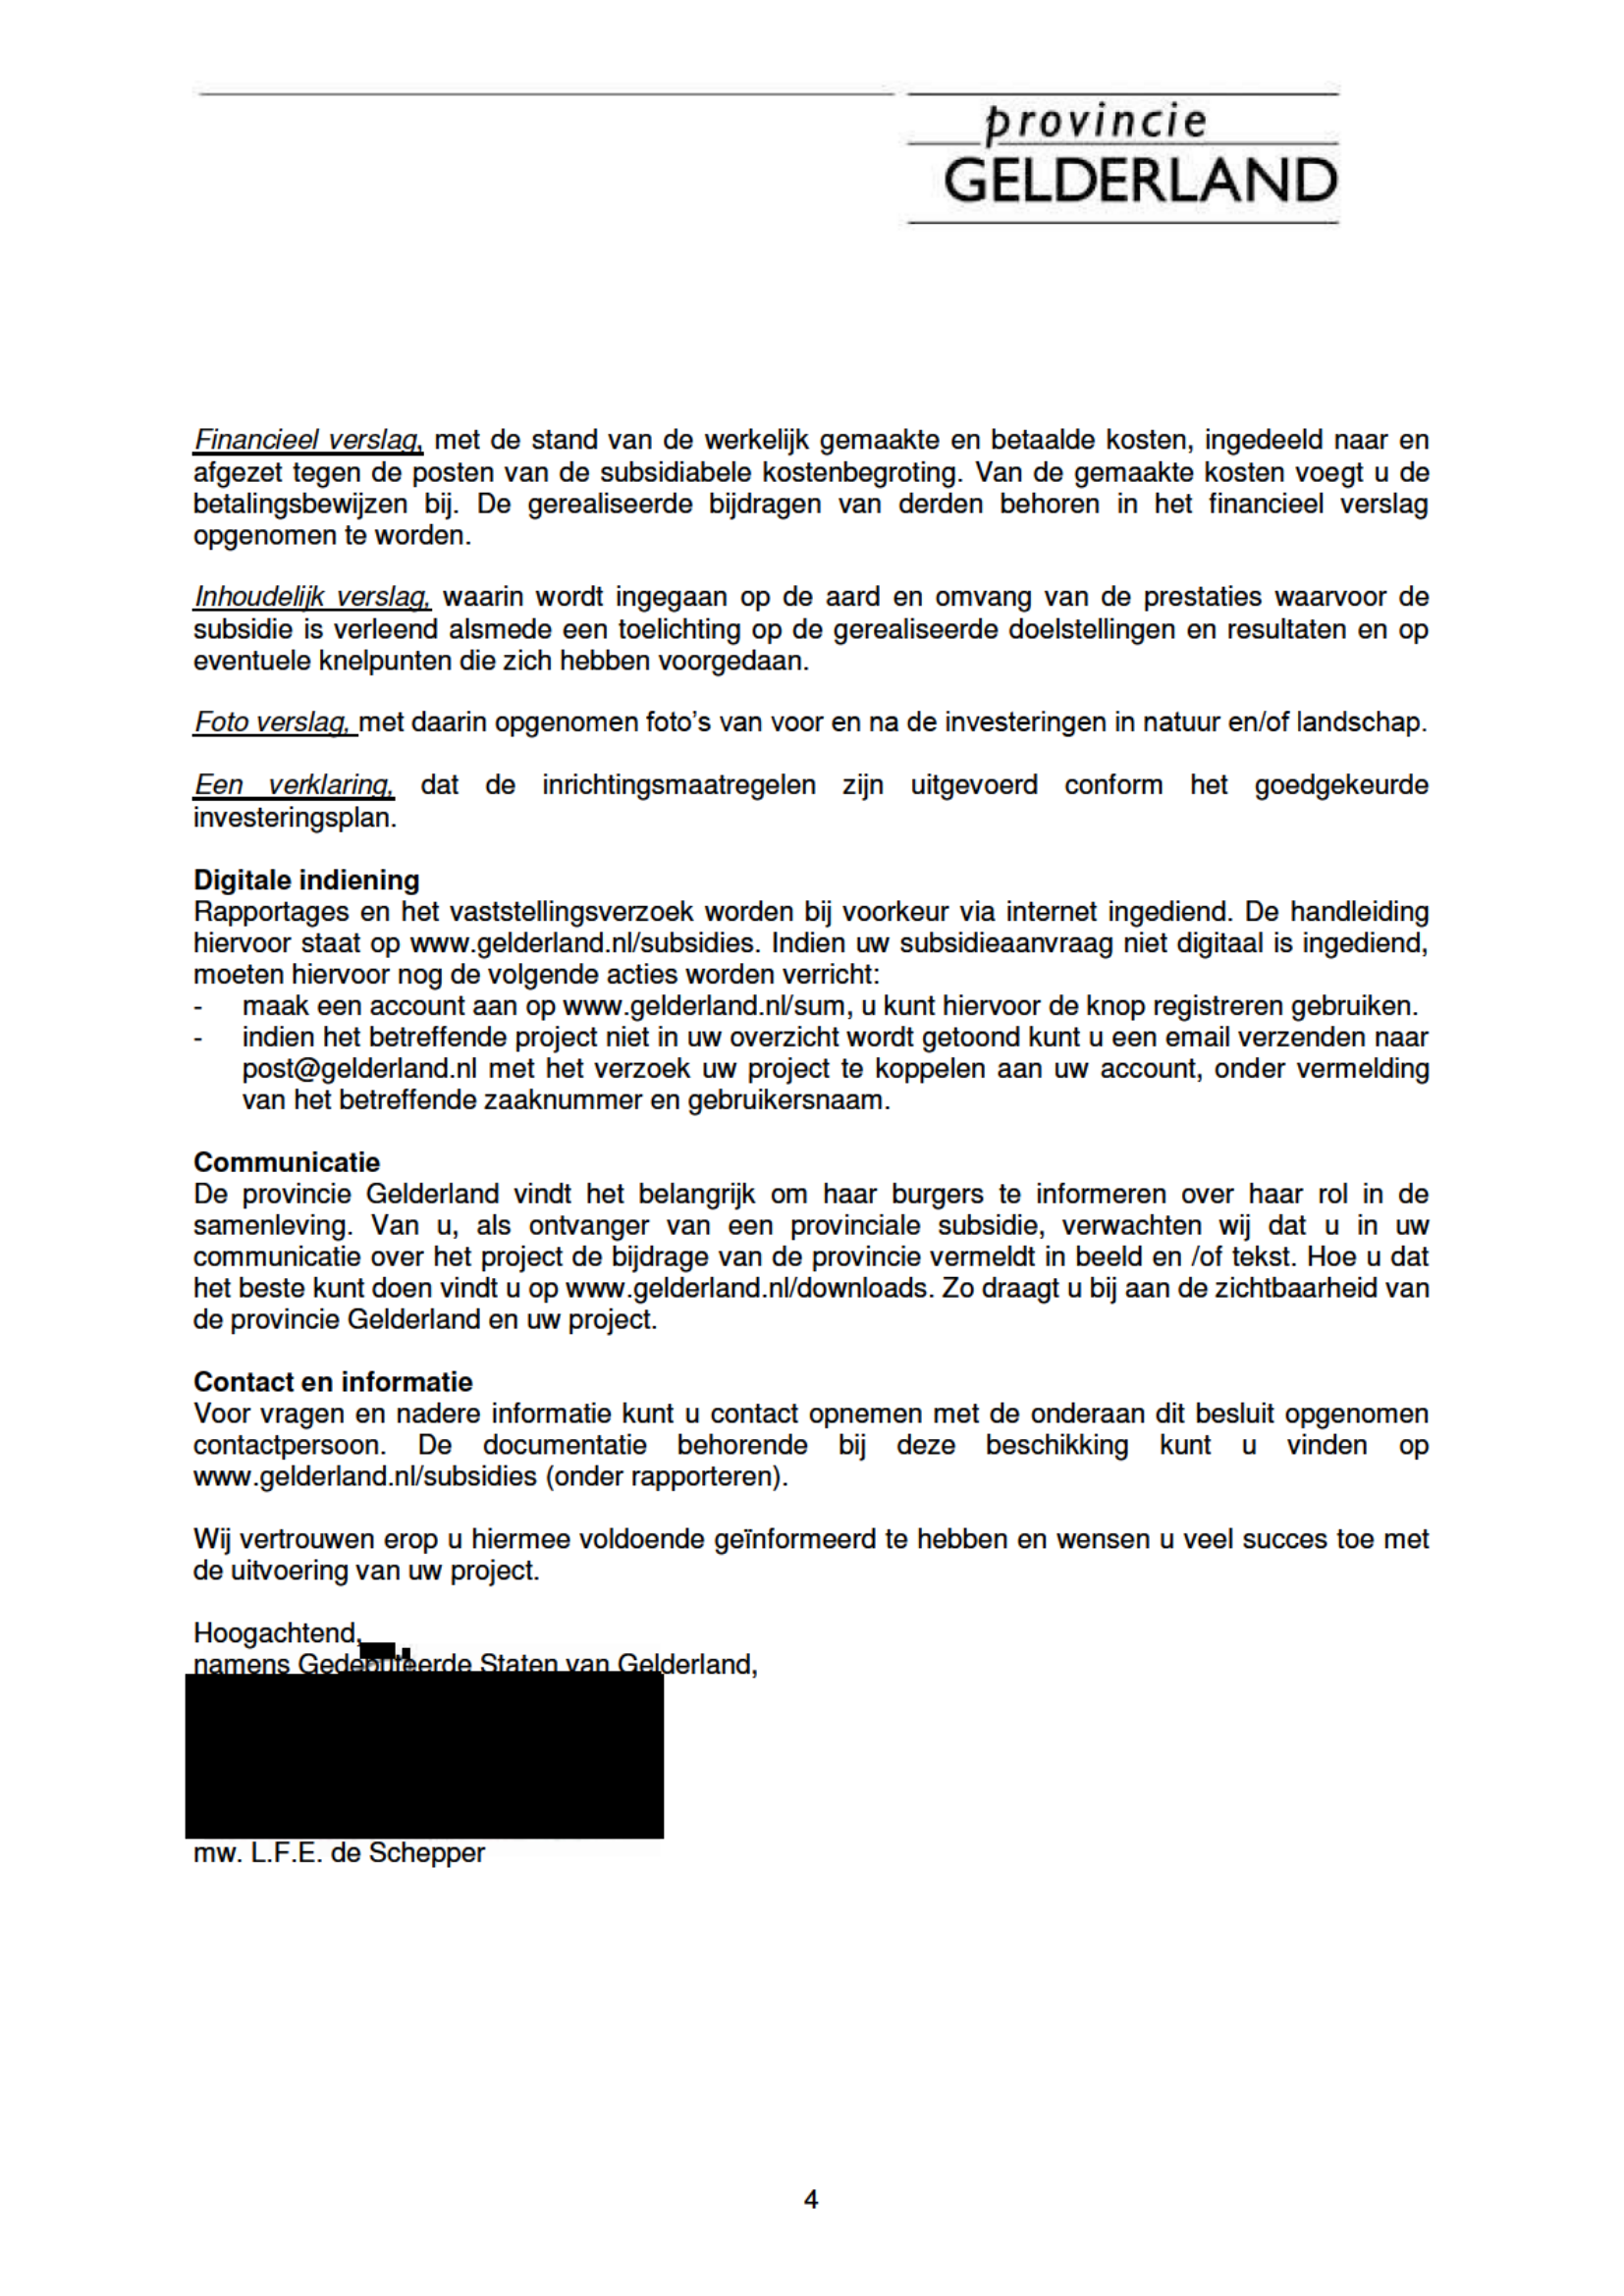 provincie
GELDERLAND
Financieel verslag, met de stand van de werkelijk gemaakte en betaalde kosten, ingedeeld naar en
afgezet tegen de posten van de subsidiabele kostenbegroting. Van de gemaakte kosten voegt u de
betalingsbewijzen bij. De gerealiseerde bijdragen van derden behoren in het financieel verslag
opgenomen te worden.
Inhoudelijk verslag, waarin wordt ingegaan op de aard en omvang van de prestaties waarvoor de
subsidie is verleend alsmede een toelichting op de gerealiseerde doelstellingen en resultaten en op
eventuele knelpunten die zich hebben voorgedaan.
Foto verslag, met daarin opgenomen foto's van voor en na de investeringen in natuur en/of landschap.
Een verklaring, dat de inrichtingsmaatregelen zijn uitgevoerd conform het goedgekeurde
investeringsplan.
Digitale indiening
Rapportages en het vaststellingsverzoek worden bij voorkeur via internet ingediend. De handleiding
hiervoor staat op www.gelderland.nl/subsidies. Indien uw subsidieaanvraag niet digitaal is ingediend,
moeten hiervoor nog de volgende acties worden verricht:
- maak een account aan op www.gelderland.nl/sum, u kunt hiervoor de knop registreren gebruiken.
- indien het betreffende project niet in uw overzicht wordt getoond kunt u een email verzenden naar
post@gelderland.nl met het verzoek uw project te koppelen aan uw account, onder vermelding
van het betreffende zaaknummer en gebruikersnaam.
Communicatie
De provincie Gelderland vindt het belangrijk om haar burgers te informeren over haar rol in de
samenleving. Van u, als ontvanger van een provinciale subsidie, verwachten wij dat u in uw
communicatie over het project de bijdrage van de provincie vermeldt in beeld en /of tekst. Hoe u dat
het beste kunt doen vindt u op www.gelderland.nl/downloads. Zo draagt u bij aan de zichtbaarheid van
de provincie Gelderland en uw project.
Contact en informatie
Voor vragen en nadere informatie kunt u contact opnemen met de onderaan dit besluit opgenomen
contactpersoon. De documentatie behorende bij deze beschikking kunt u vinden op
www.gelderland.nl/subsidies (onder rapporteren).
Wij vertrouwen erop u hiermee voldoende geïnformeerd te hebben en wensen u veel succes toe met
de uitvoering van uw project.
Hoogachtend,
namens Gedeputeerde Staten van Gelderland,
mw. L.F.E. de Schepper
4